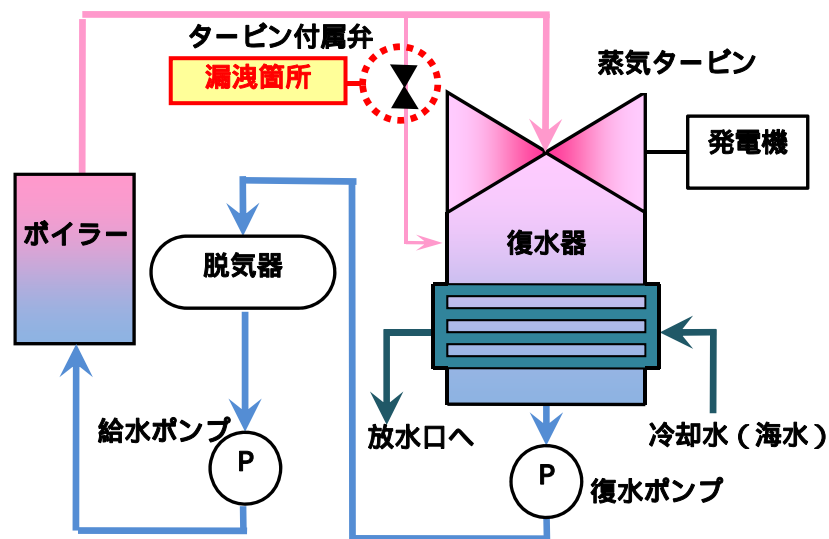 タービン付属弁
漏洩箇所
蒸気タービン
発電機
ボイラー
脱気器
復水器
給水ポンプ
P
放水口へ
冷却水（海水）
P
復水ポンプ